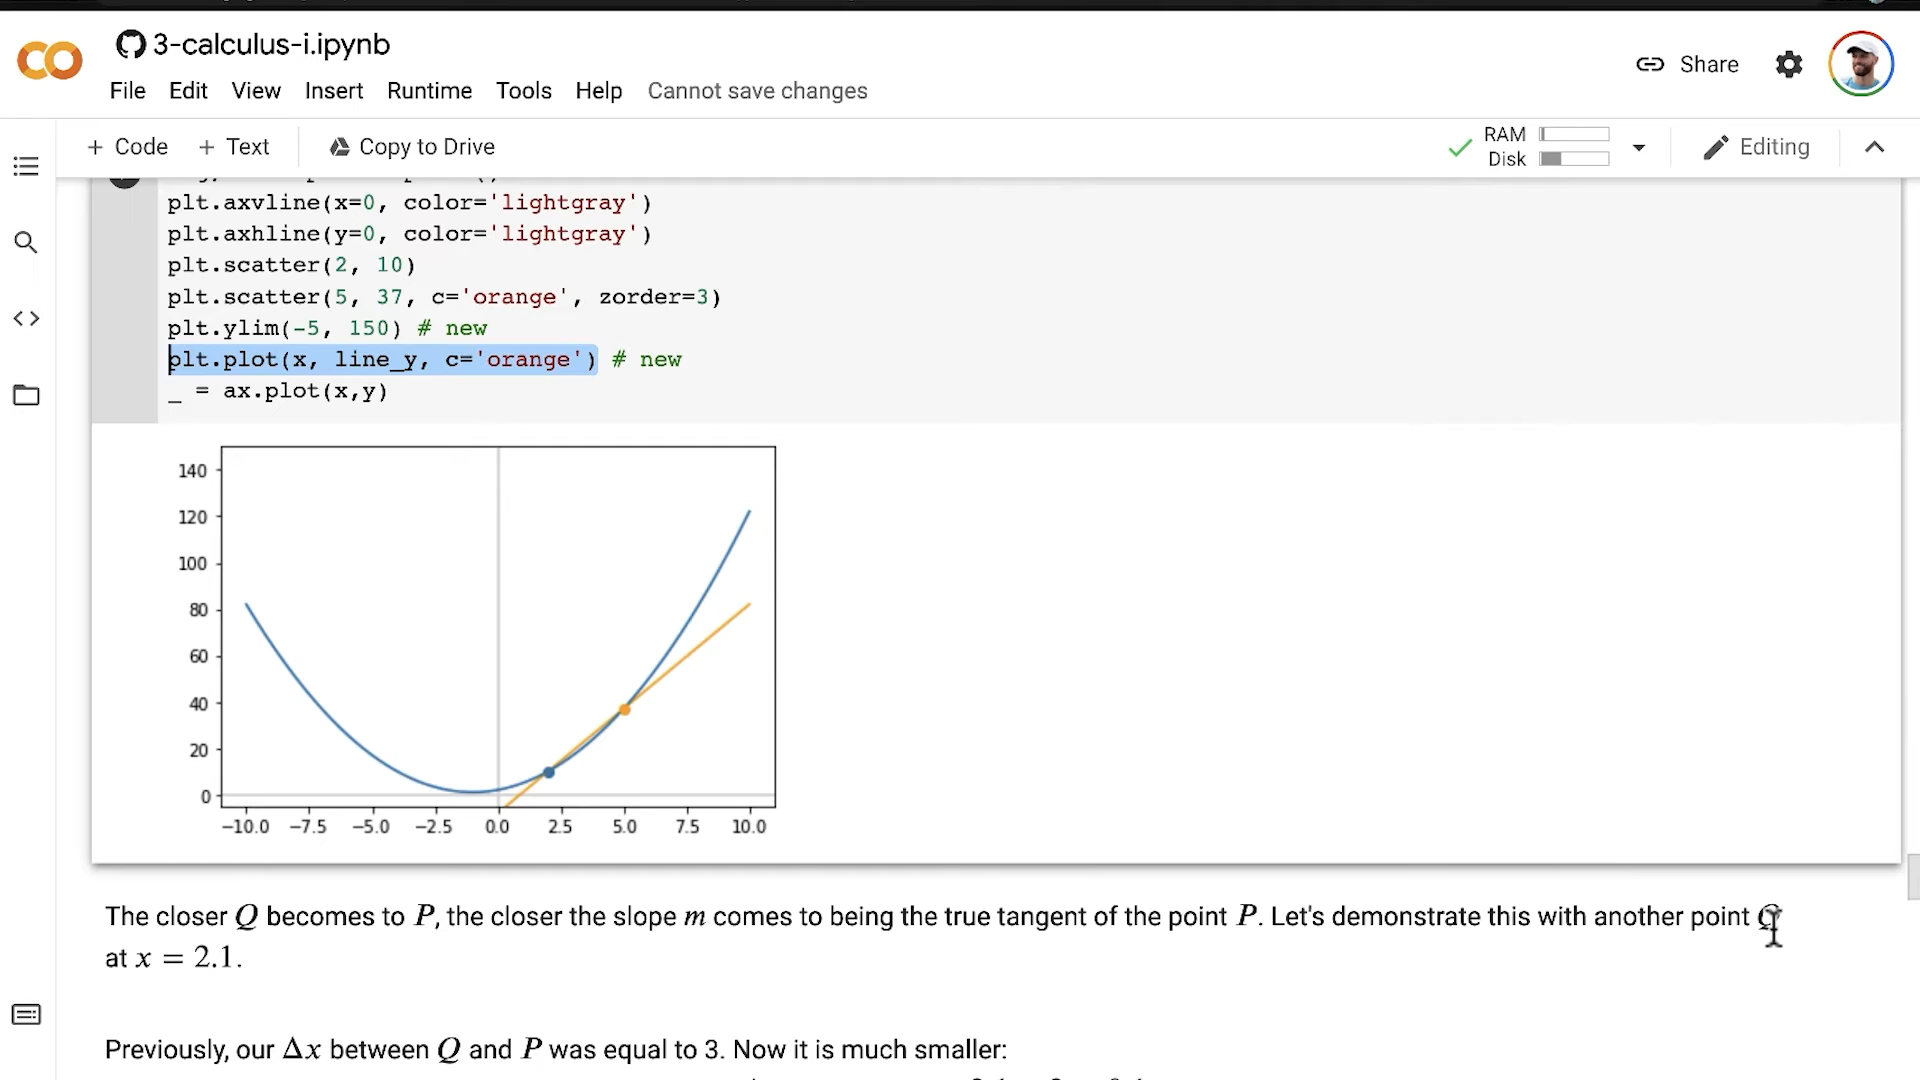 3-calculus-i.ipynb
Share
File Edit View Insert Runtime Tools Help Cannot save changes
+ Code + Text Copy to Drive
RAM
Disk
Editing
plt.axvline(x=0, color='lightgray')
plt.axhline(y=0, color='lightgray')
plt.scatter(2, 10)
plt.scatter(5, 37, c='orange', zorder=3)
plt.ylim(-5, 150) # new
plt.plot(x, line_y, c='orange') # new
_ = ax.plot(x,y)
140
120
100
80
60
40
20
0
−10.0 −7.5 −5.0 −2.5 0.0 2.5 5.0 7.5 10.0
The closer Q becomes to P, the closer the slope m comes to being the true tangent of the point P. Let's demonstrate this with another point Q
at x = 2.1.
Previously, our Δx between Q and P was equal to 3. Now it is much smaller: